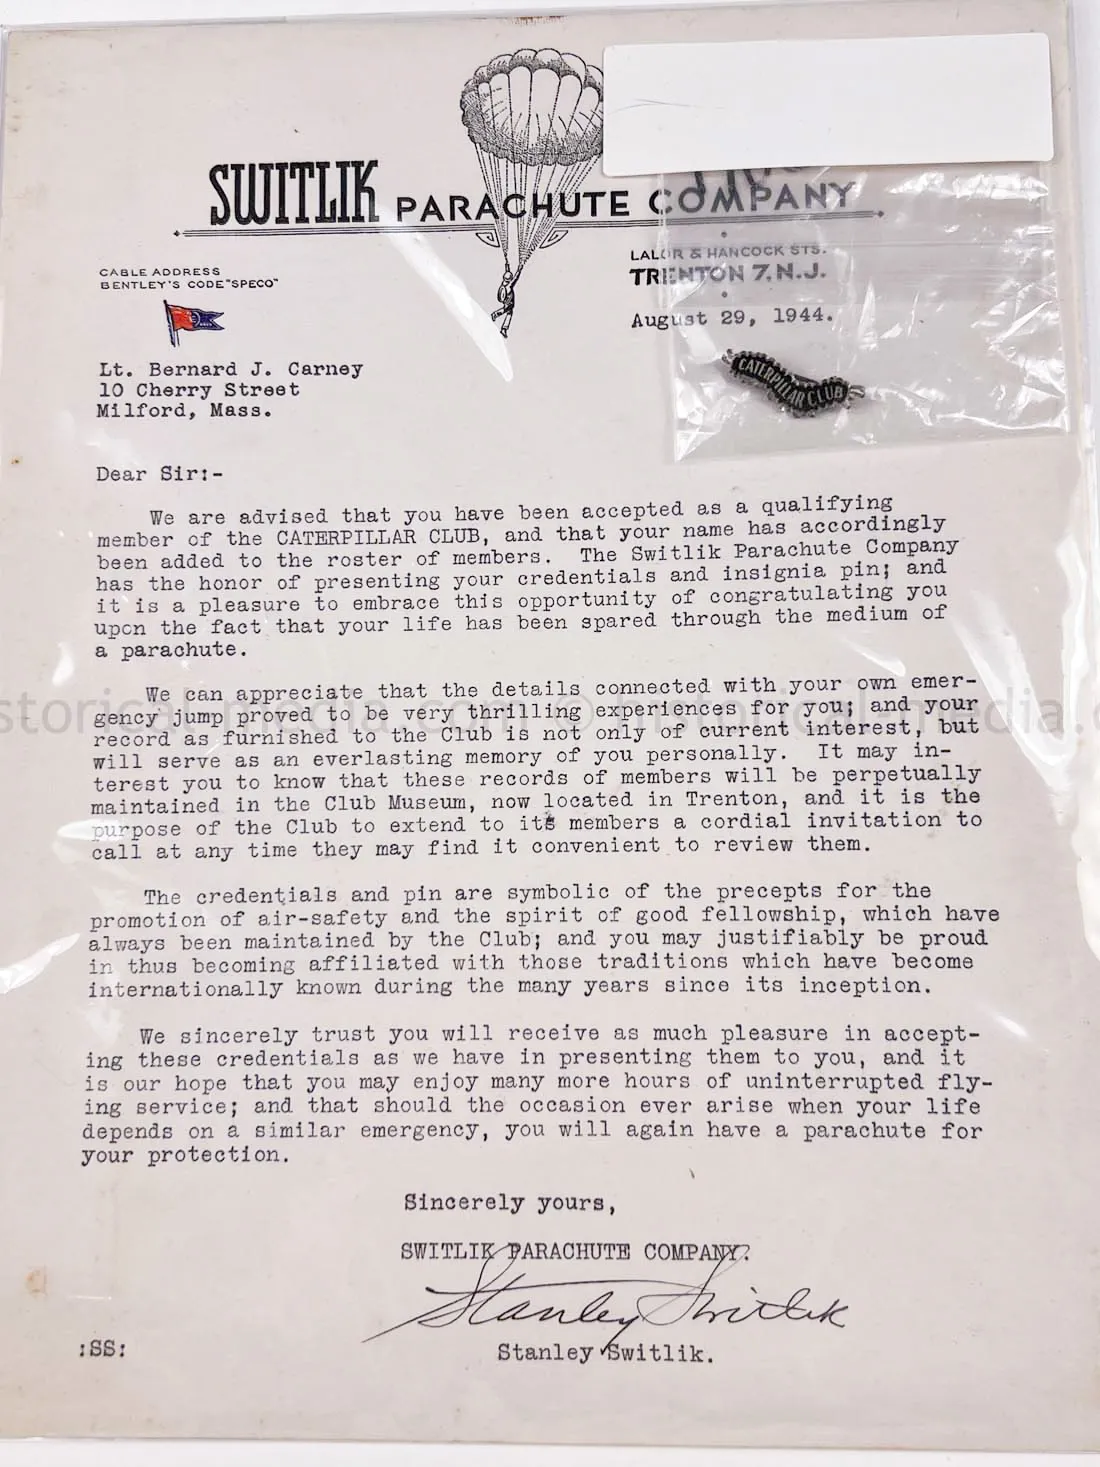 SWITLIK PARACHUTE COMPANY
CABLE ADDRESS
BENTLEY'S CODE "SPECO"
LALOR & HANCOCK STS.
TRENTON 7, N.J.
August 29, 1944.
CATERPILLAR CLUB
Lt. Bernard J. Carney
10 Cherry Street
Milford, Mass.
Dear Sir:-
We are advised that you have been accepted as a qualifying
member of the CATERPILLAR CLUB, and that your name has accordingly
been added to the roster of members. The Switlik Parachute Company
has the honor of presenting your credentials and insignia pin; and
it is a pleasure to embrace this opportunity of congratulating you
upon the fact that your life has been spared through the medium of
a parachute.
We can appreciate that the details connected with your own emer-
gency jump proved to be very thrilling experiences for you; and your
record as furnished to the Club is not only of current interest, but
will serve as an everlasting memory of you personally. It may in-
terest you to know that these records of members will be perpetually
maintained in the Club Museum, now located in Trenton, and it is the
purpose of the Club to extend to its members a cordial invitation to
call at any time they may find it convenient to review them.
The credentials and pin are symbolic of the precepts for the
promotion of air-safety and the spirit of good fellowship, which have
always been maintained by the Club; and you may justifiably be proud
in thus becoming affiliated with those traditions which have become
internationally known during the many years since its inception.
We sincerely trust you will receive as much pleasure in accept-
ing these credentials as we have in presenting them to you, and it
is our hope that you may enjoy many more hours of uninterrupted fly-
ing service; and that should the occasion ever arise when your life
depends on a similar emergency, you will again have a parachute for
your protection.
Sincerely yours,
SWITLIK PARACHUTE COMPANY.
Stanley Switlik
Stanley Switlik.
:SS:
storical-media.com © historical-media.c